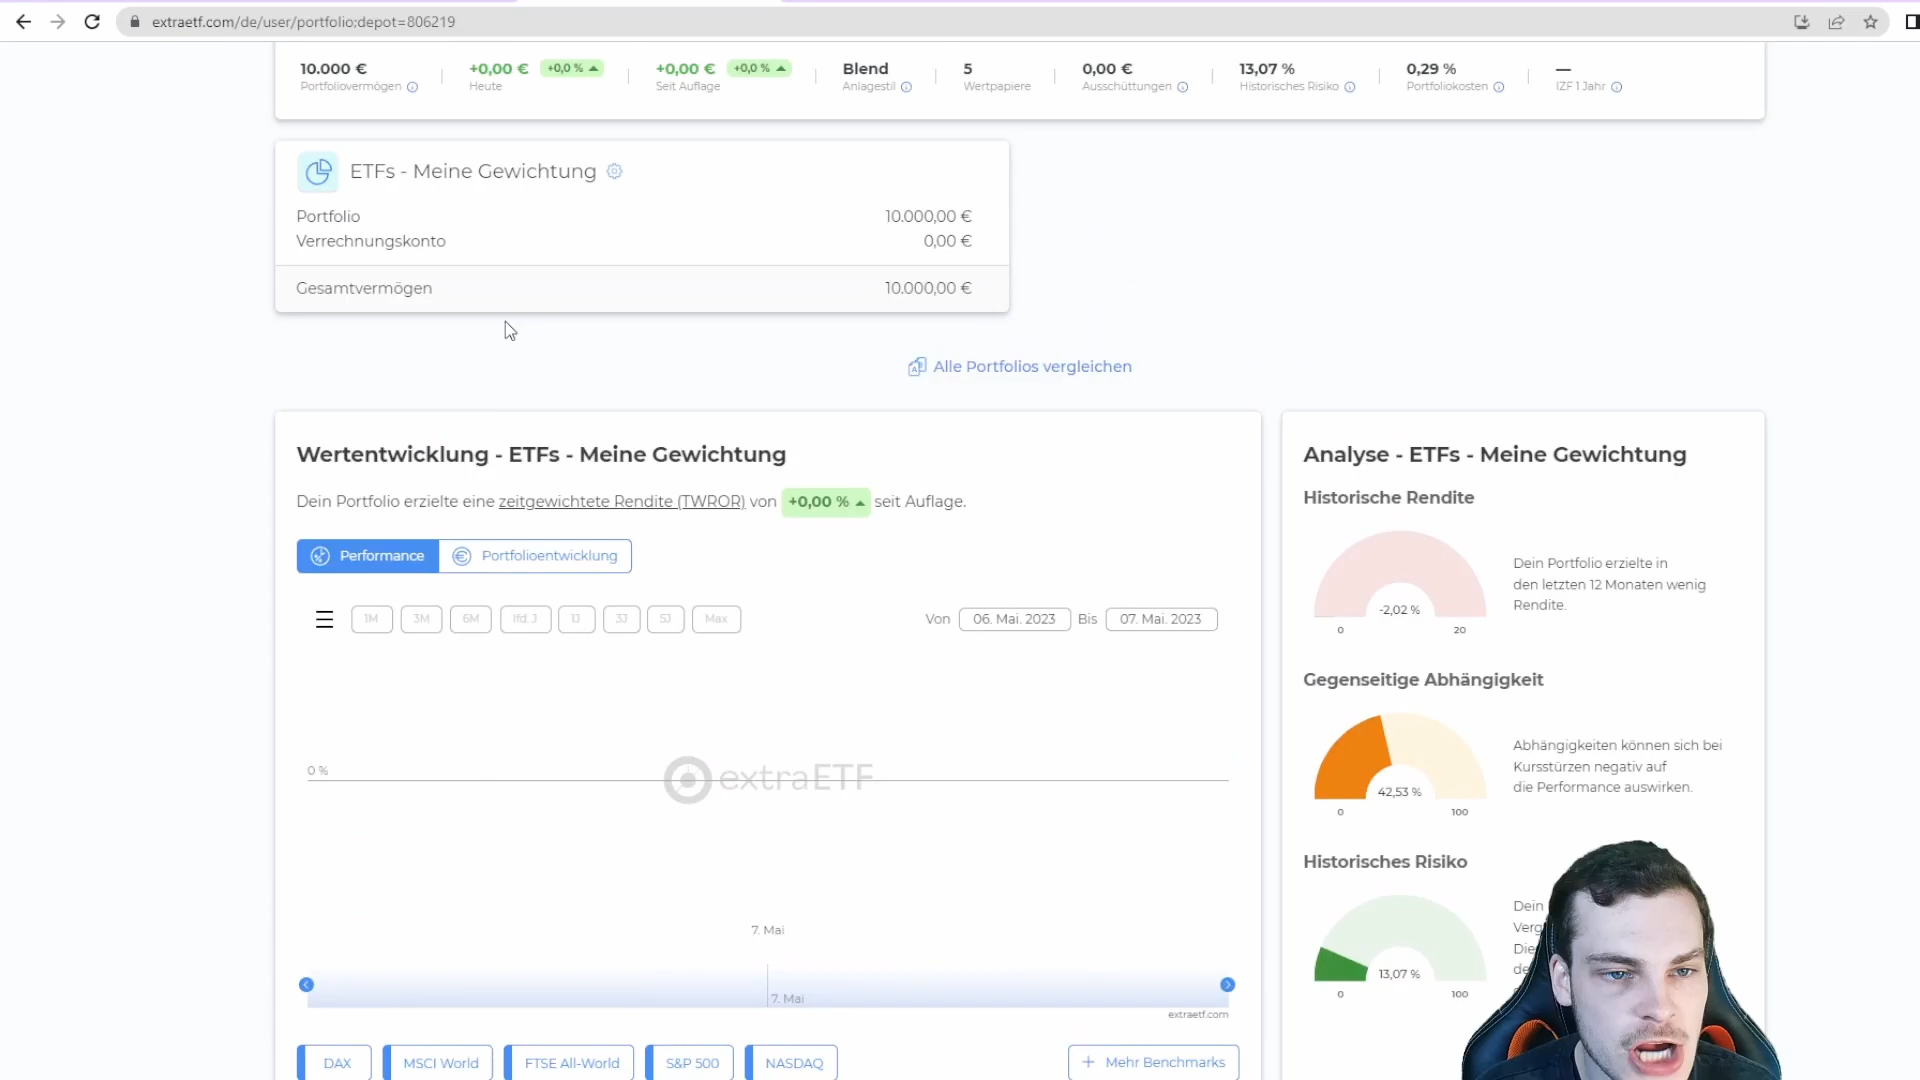 extraetf.com/de/user/portfolio;depot=806219
10.000 € +0,00 € +0,0 % +0,00 € +0,0 % Blend 5 0,00 € 13,07 % 0,29 % —
Portfoliovermögen Heute Seit Auflage Anlagestil Wertpapiere Ausschüttungen Historisches Risiko Portfoliokosten IZF 1 Jahr
ETFs - Meine Gewichtung
Portfolio 10.000,00 €
Verrechnungskonto 0,00 €
Gesamtvermögen 10.000,00 €
Alle Portfolios vergleichen
Wertentwicklung - ETFs - Meine Gewichtung
Dein Portfolio erzielte eine zeitgewichtete Rendite (TWROR) von +0,00 % seit Auflage.
Performance Portfolioentwicklung
1M 3M 6M lfd. J 1J 3J 5J Max Von 06. Mai. 2023 Bis 07. Mai. 2023
0 %
extraETF
7. Mai
7. Mai
extraetf.com
DAX MSCI World FTSE All-World S&P 500 NASDAQ + Mehr Benchmarks
Analyse - ETFs - Meine Gewichtung
Historische Rendite
-2,02 %
0 20
Dein Portfolio erzielte in
den letzten 12 Monaten wenig
Rendite.
Gegenseitige Abhängigkeit
42,53 %
0 100
Abhängigkeiten können sich bei
Kursstürzen negativ auf
die Performance auswirken.
Historisches Risiko
13,07 %
0 100
Dein
Verg
Die
de